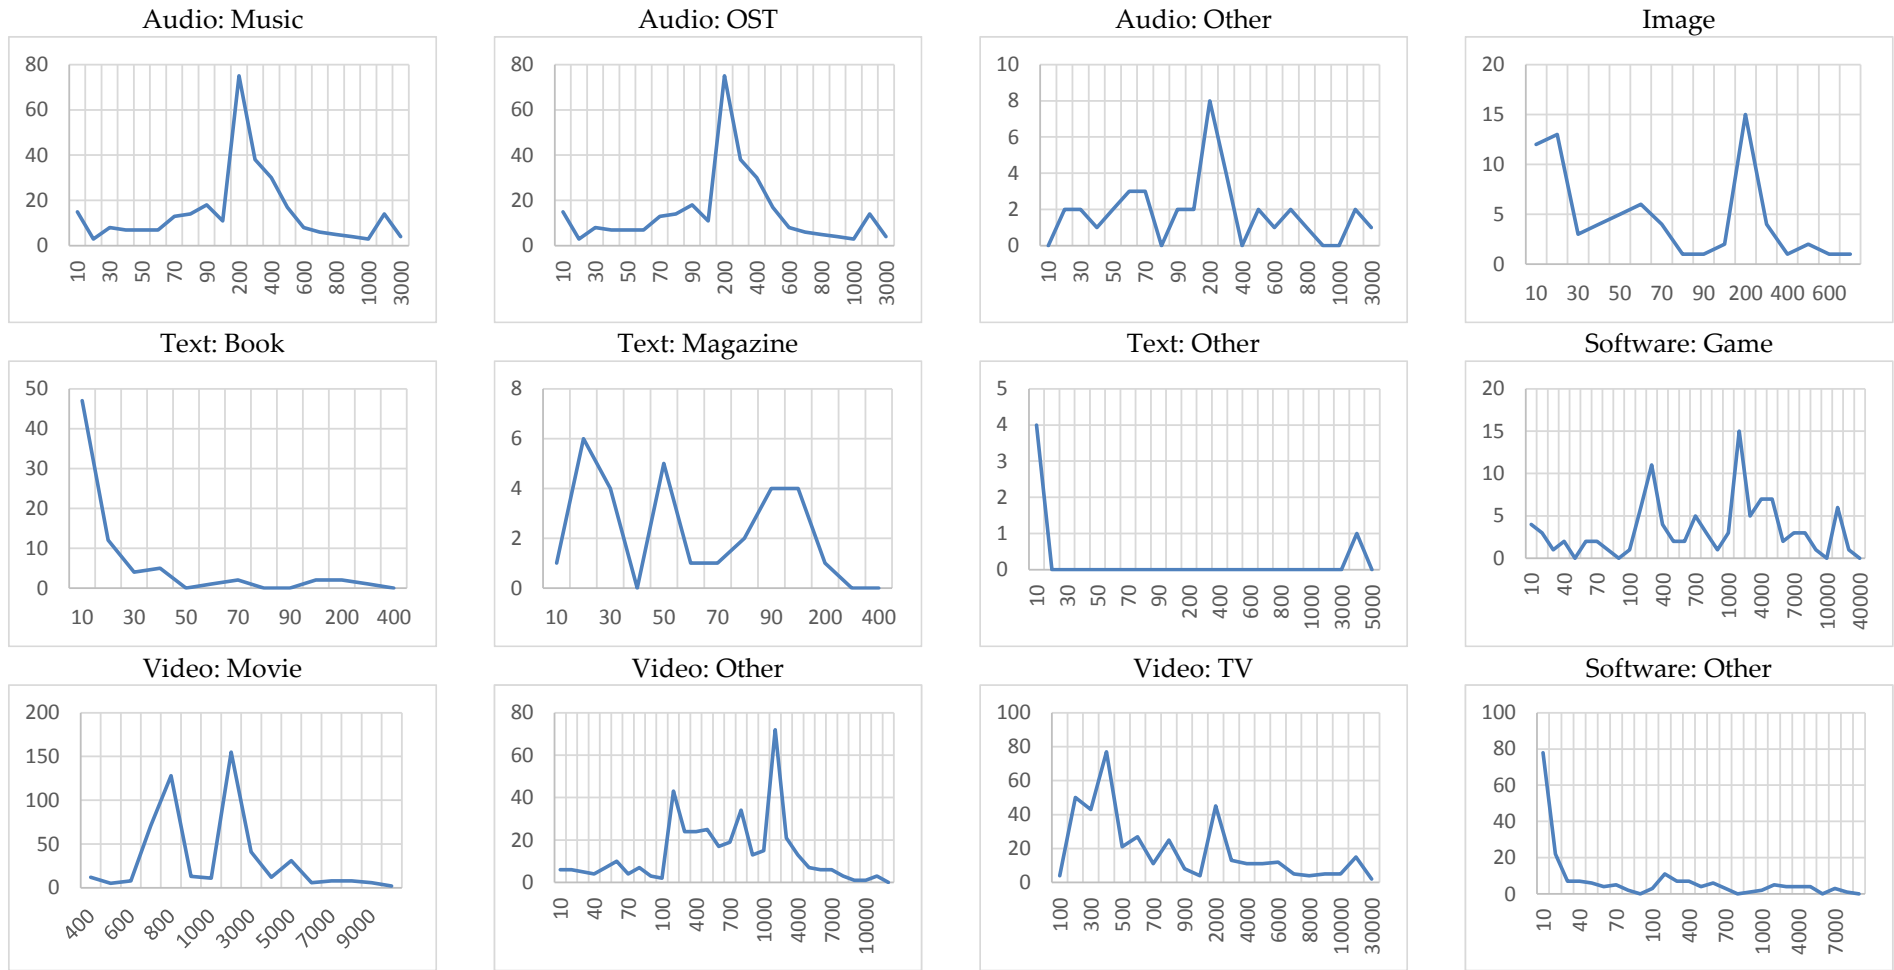 Audio: Music
80
60
40
20
0
10 30 50 70 90 200 400 600 800 1000 3000
Audio: OST
80
60
40
20
0
10 30 50 70 90 200 400 600 800 1000 3000
Audio: Other
10
8
6
4
2
0
10 30 50 70 90 200 400 600 800 1000 3000
Image
20
15
10
5
0
10 30 50 70 90 200 400 600
Text: Book
50
40
30
20
10
0
10 30 50 70 90 200 400
Text: Magazine
8
6
4
2
0
10 30 50 70 90 200 400
Text: Other
5
4
3
2
1
0
10 30 50 70 90 200 400 600 800 1000 3000 5000
Software: Game
20
15
10
5
0
10 40 70 100 400 700 1000 4000 7000 10000 40000
Video: Movie
200
150
100
50
0
400 600 800 1000 3000 5000 7000 9000
Video: Other
80
60
40
20
0
10 40 70 100 400 700 1000 4000 7000 10000
Video: TV
100
80
60
40
20
0
100 300 500 700 900 2000 4000 6000 8000 10000 30000
Software: Other
100
80
60
40
20
0
10 40 70 100 400 700 1000 4000 7000